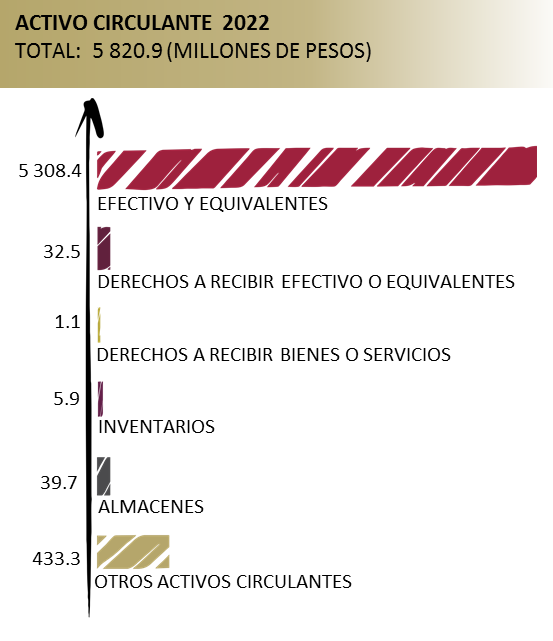 ACTIVO CIRCULANTE 2022
TOTAL: 5 820.9 (MILLONES DE PESOS)
5 308.4
EFECTIVO Y EQUIVALENTES
32.5
DERECHOS A RECIBIR EFECTIVO O EQUIVALENTES
1.1
DERECHOS A RECIBIR BIENES O SERVICIOS
5.9
INVENTARIOS
39.7
ALMACENES
433.3
OTROS ACTIVOS CIRCULANTES